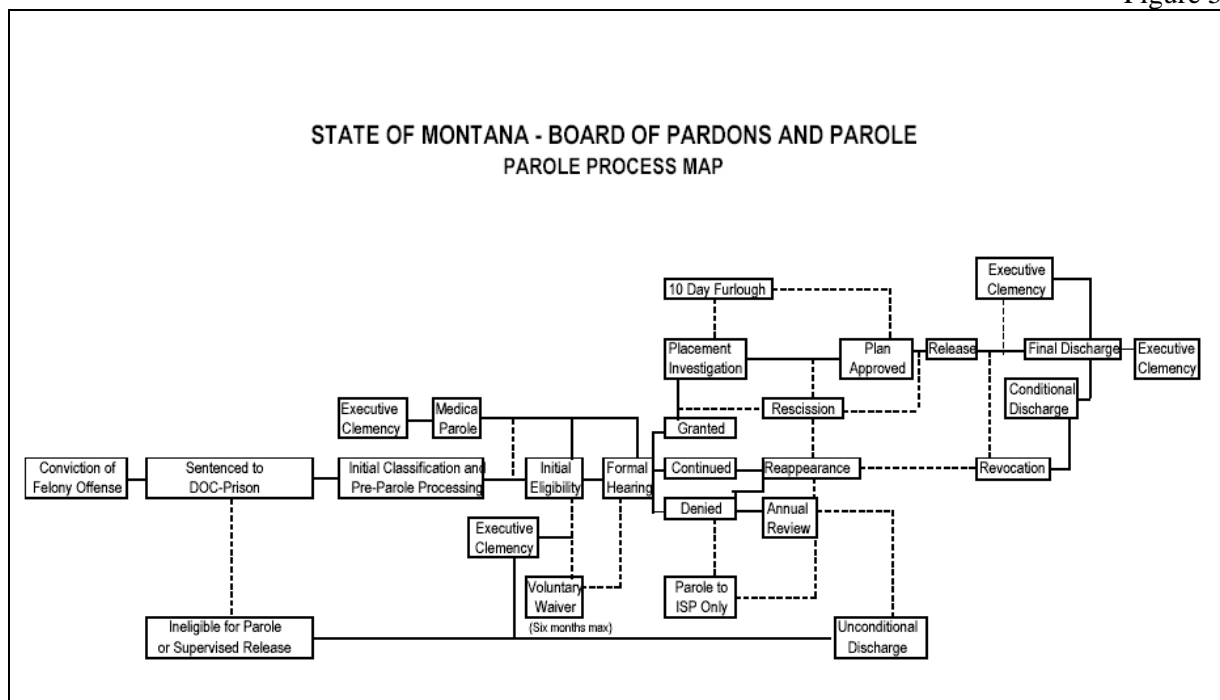 Figure 3
STATE OF MONTANA - BOARD OF PARDONS AND PAROLE
PAROLE PROCESS MAP
Executive
Clemency
10 Day Furlough
Placement
Investigation
Plan
Approved
Release
Final Discharge
Executive
Clemency
Conditional
Discharge
Executive
Clemency
Medica
Parole
Rescission
Granted
Conviction of
Felony Offense
Sentenced to
DOC-Prison
Initial Classification and
Pre-Parole Processing
Initial
Eligibility
Formal
Hearing
Continued
Reappearance
Revocation
Denied
Annual
Review
Executive
Clemency
Voluntary
Waiver
(Six months max)
Parole to
ISP Only
Ineligible for Parole
or Supervised Release
Unconditional
Discharge